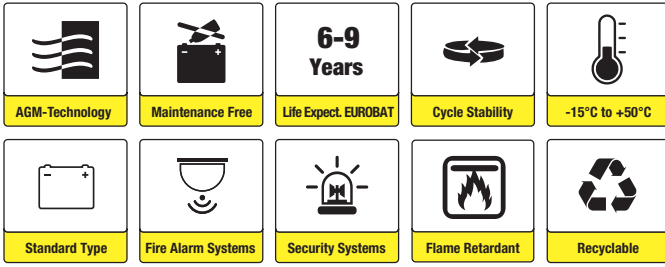 6-9
Years
AGM-Technology
Maintenance Free
Life Expect. EUROBAT
Cycle Stability
-15°C to +50°C
Standard Type
Fire Alarm Systems
Security Systems
Flame Retardant
Recyclable